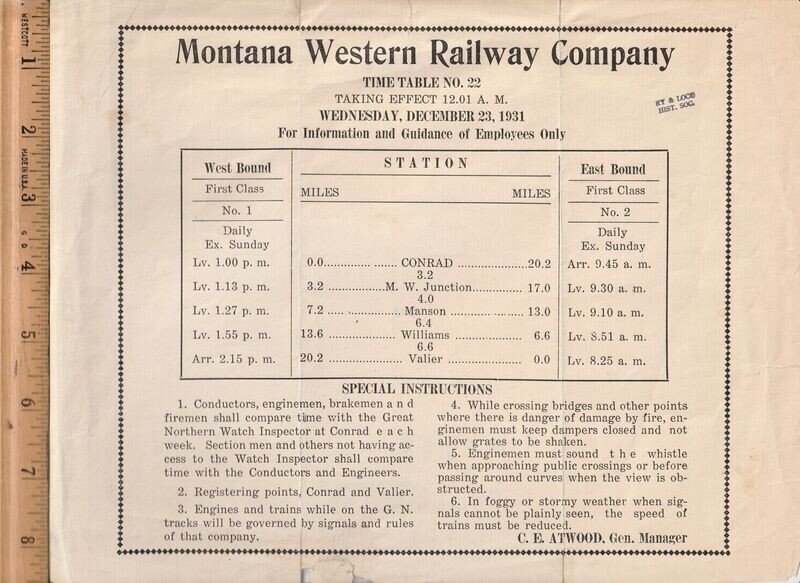 Montana Western Railway Company
TIME TABLE NO. 22
TAKING EFFECT 12.01 A. M.
WEDNESDAY, DECEMBER 23, 1931
For Information and Guidance of Employees Only
RY & LOCO
HIST. SOC.
West Bound
STATION
East Bound
First Class
MILES MILES
First Class
No. 1
No. 2
Daily
Ex. Sunday
Daily
Ex. Sunday
Lv. 1.00 p. m. 0.0.............. ....... CONRAD .....................20.2 Arr. 9.45 a. m.
3.2
Lv. 1.13 p. m. 3.2 .................M. W. Junction............... 17.0 Lv. 9.30 a. m.
4.0
Lv. 1.27 p. m. 7.2 ..... ................ Manson ...................... 13.0 Lv. 9.10 a. m.
6.4
Lv. 1.55 p. m. 13.6 .................... Williams .................... 6.6 Lv. 8.51 a. m.
6.6
Arr. 2.15 p. m. 20.2 ...................... Valier ...................... 0.0 Lv. 8.25 a. m.
SPECIAL INSTRUCTIONS
1. Conductors, enginemen, brakemen a n d
firemen shall compare time with the Great
Northern Watch Inspector at Conrad e a c h
week. Section men and others not having ac-
cess to the Watch Inspector shall compare
time with the Conductors and Engineers.
2. Registering points, Conrad and Valier.
3. Engines and trains while on the G. N.
tracks will be governed by signals and rules
of that company.
4. While crossing bridges and other points
where there is danger of damage by fire, en-
ginemen must keep dampers closed and not
allow grates to be shaken.
5. Enginemen must sound t h e whistle
when approaching public crossings or before
passing around curves when the view is ob-
structed.
6. In foggy or stormy weather when sig-
nals cannot be plainly seen, the speed of
trains must be reduced.
C. E. ATWOOD, Gen. Manager
WESTCOTT
MADE IN U.S.A.
1
2
3
4
5
6
7
8